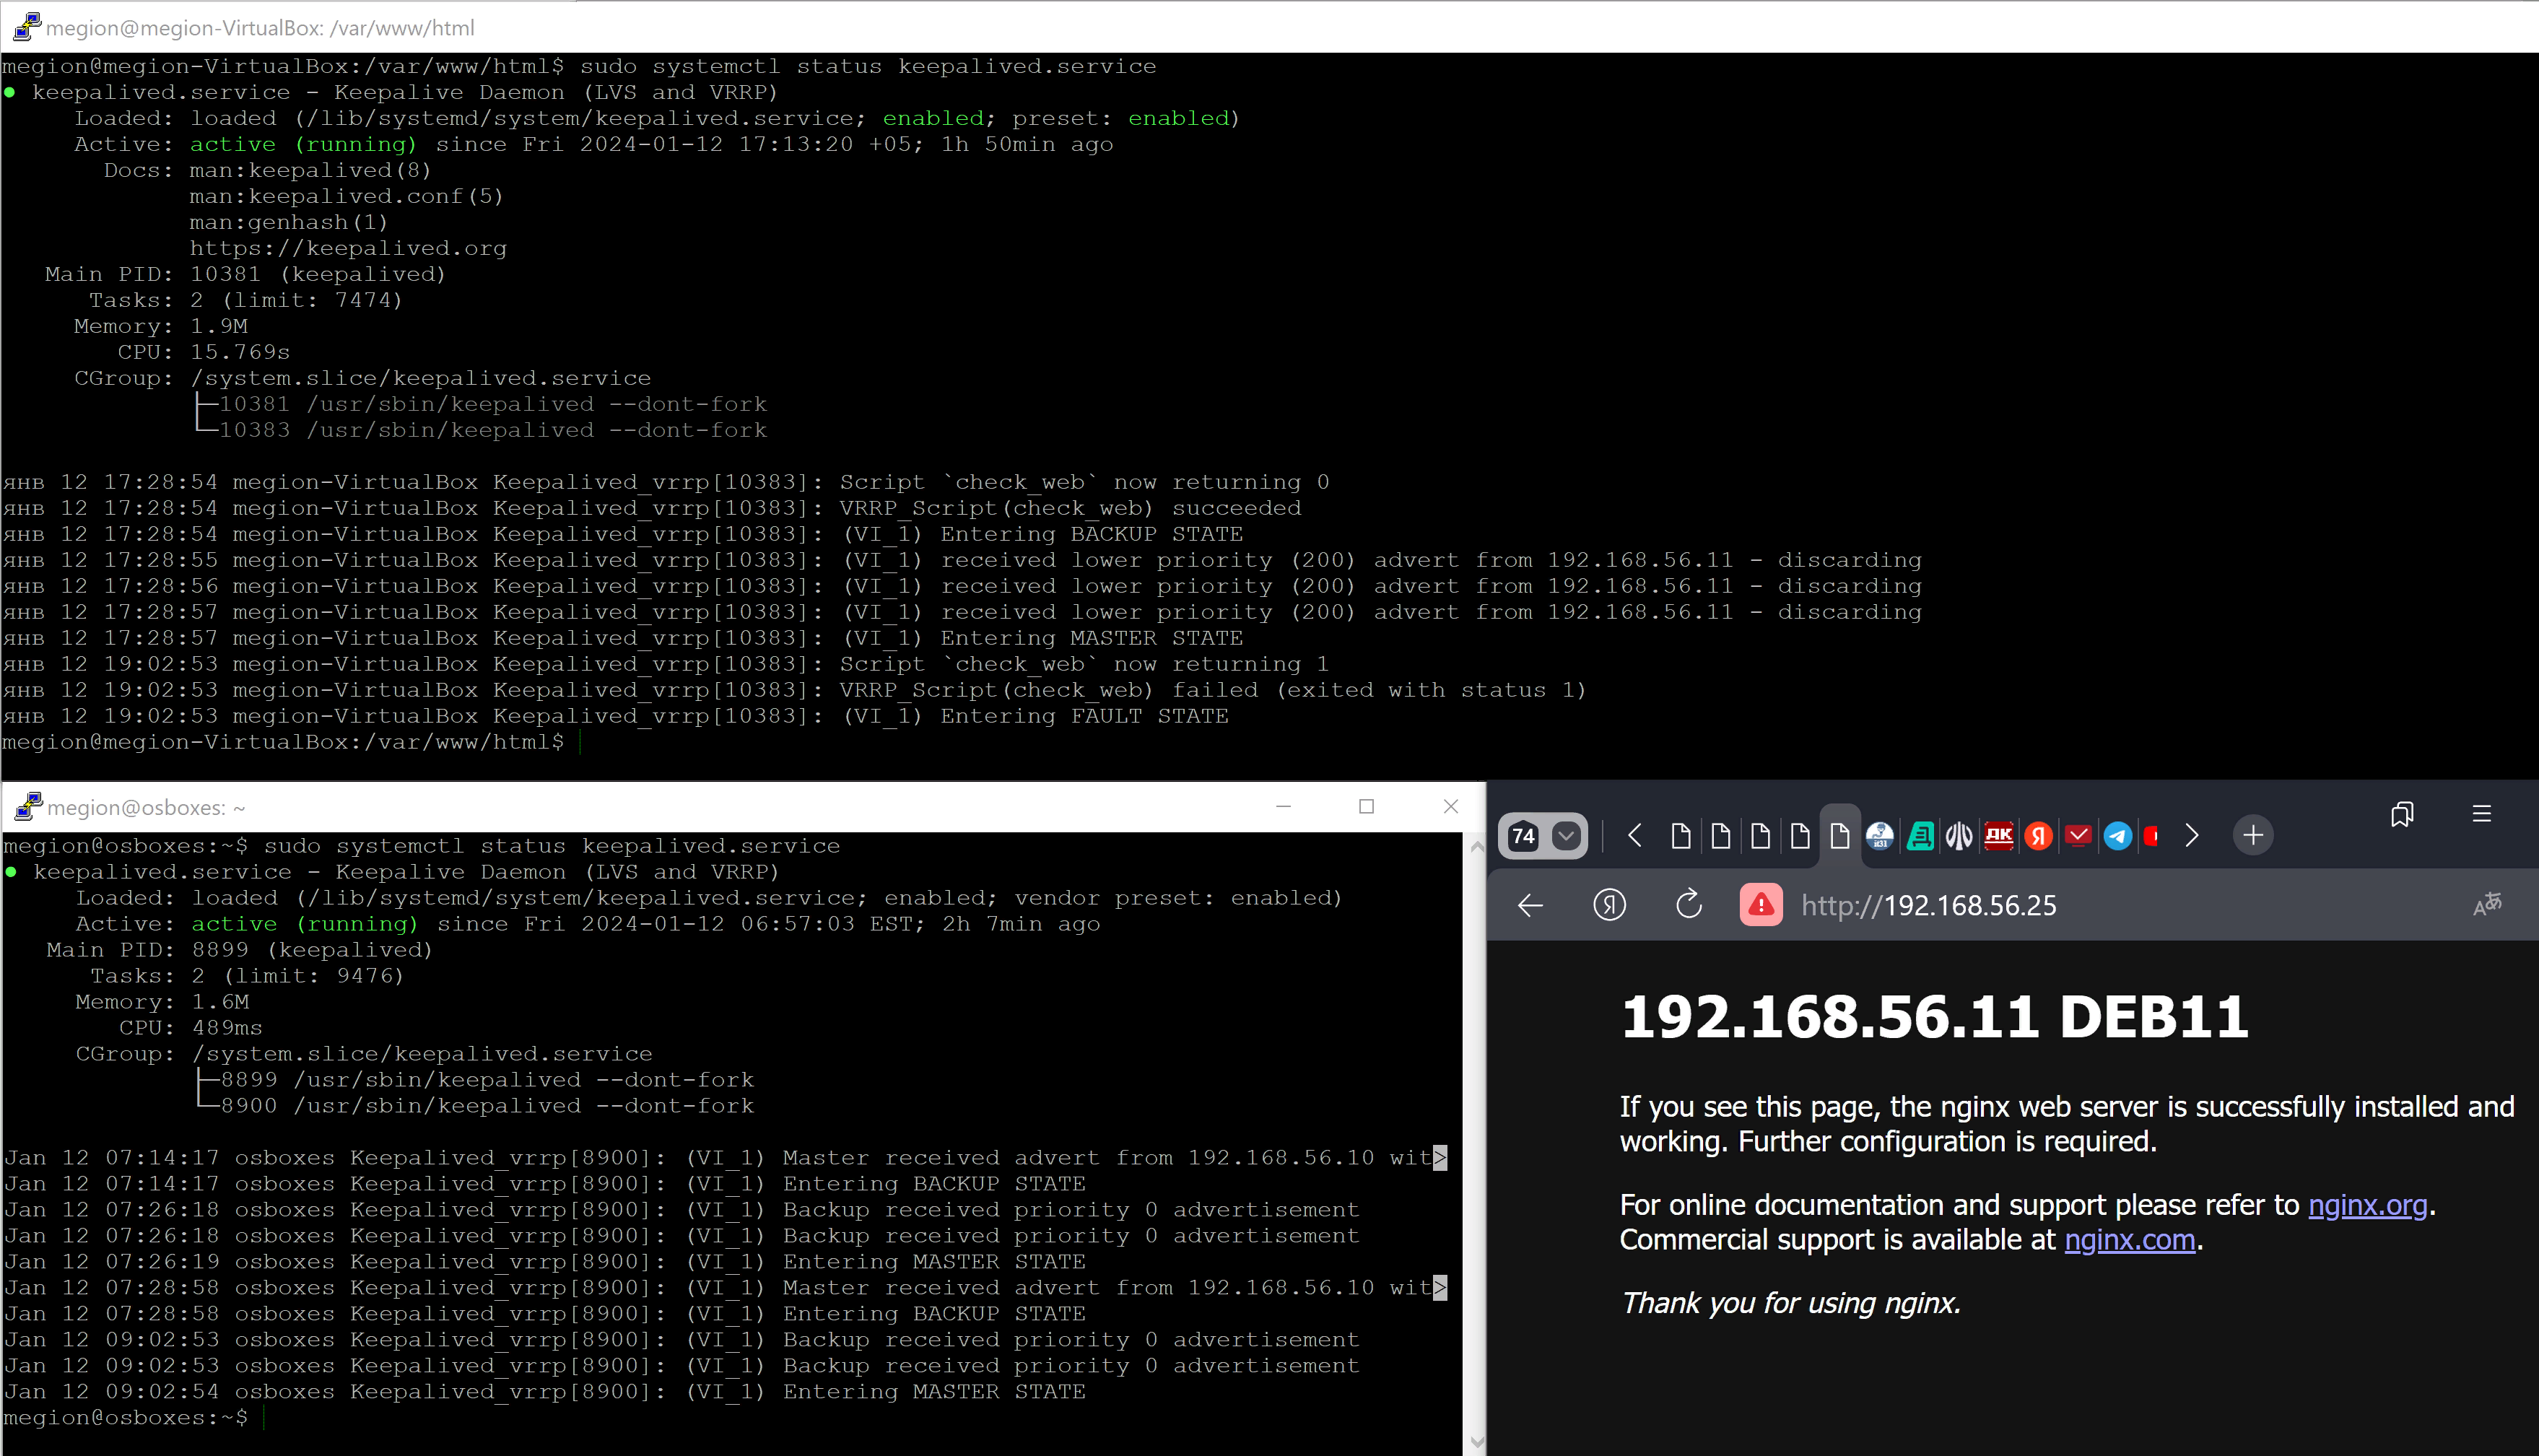 megion@megion-VirtualBox: /var/www/html
megion@megion-VirtualBox:/var/www/html$ sudo systemctl status keepalived.service
● keepalived.service - Keepalive Daemon (LVS and VRRP)
Loaded: loaded (/lib/systemd/system/keepalived.service; enabled; preset: enabled)
Active: active (running) since Fri 2024-01-12 17:13:20 +05; 1h 50min ago
Docs: man:keepalived(8)
man:keepalived.conf(5)
man:genhash(1)
https://keepalived.org
Main PID: 10381 (keepalived)
Tasks: 2 (limit: 7474)
Memory: 1.9M
CPU: 15.769s
CGroup: /system.slice/keepalived.service
├─10381 /usr/sbin/keepalived --dont-fork
└─10383 /usr/sbin/keepalived --dont-fork
янв 12 17:28:54 megion-VirtualBox Keepalived_vrrp[10383]: Script `check_web` now returning 0
янв 12 17:28:54 megion-VirtualBox Keepalived_vrrp[10383]: VRRP_Script(check_web) succeeded
янв 12 17:28:54 megion-VirtualBox Keepalived_vrrp[10383]: (VI_1) Entering BACKUP STATE
янв 12 17:28:55 megion-VirtualBox Keepalived_vrrp[10383]: (VI_1) received lower priority (200) advert from 192.168.56.11 - discarding
янв 12 17:28:56 megion-VirtualBox Keepalived_vrrp[10383]: (VI_1) received lower priority (200) advert from 192.168.56.11 - discarding
янв 12 17:28:57 megion-VirtualBox Keepalived_vrrp[10383]: (VI_1) received lower priority (200) advert from 192.168.56.11 - discarding
янв 12 17:28:57 megion-VirtualBox Keepalived_vrrp[10383]: (VI_1) Entering MASTER STATE
янв 12 19:02:53 megion-VirtualBox Keepalived_vrrp[10383]: Script `check_web` now returning 1
янв 12 19:02:53 megion-VirtualBox Keepalived_vrrp[10383]: VRRP_Script(check_web) failed (exited with status 1)
янв 12 19:02:53 megion-VirtualBox Keepalived_vrrp[10383]: (VI_1) Entering FAULT STATE
megion@megion-VirtualBox:/var/www/html$
megion@osboxes: ~
megion@osboxes:~$ sudo systemctl status keepalived.service
● keepalived.service - Keepalive Daemon (LVS and VRRP)
Loaded: loaded (/lib/systemd/system/keepalived.service; enabled; vendor preset: enabled)
Active: active (running) since Fri 2024-01-12 06:57:03 EST; 2h 7min ago
Main PID: 8899 (keepalived)
Tasks: 2 (limit: 9476)
Memory: 1.6M
CPU: 489ms
CGroup: /system.slice/keepalived.service
├─8899 /usr/sbin/keepalived --dont-fork
└─8900 /usr/sbin/keepalived --dont-fork
Jan 12 07:14:17 osboxes Keepalived_vrrp[8900]: (VI_1) Master received advert from 192.168.56.10 wit>
Jan 12 07:14:17 osboxes Keepalived_vrrp[8900]: (VI_1) Entering BACKUP STATE
Jan 12 07:26:18 osboxes Keepalived_vrrp[8900]: (VI_1) Backup received priority 0 advertisement
Jan 12 07:26:18 osboxes Keepalived_vrrp[8900]: (VI_1) Backup received priority 0 advertisement
Jan 12 07:26:19 osboxes Keepalived_vrrp[8900]: (VI_1) Entering MASTER STATE
Jan 12 07:28:58 osboxes Keepalived_vrrp[8900]: (VI_1) Master received advert from 192.168.56.10 wit>
Jan 12 07:28:58 osboxes Keepalived_vrrp[8900]: (VI_1) Entering BACKUP STATE
Jan 12 09:02:53 osboxes Keepalived_vrrp[8900]: (VI_1) Backup received priority 0 advertisement
Jan 12 09:02:53 osboxes Keepalived_vrrp[8900]: (VI_1) Backup received priority 0 advertisement
Jan 12 09:02:54 osboxes Keepalived_vrrp[8900]: (VI_1) Entering MASTER STATE
megion@osboxes:~$
74
it31
ДК
Я
Я
http://192.168.56.25
192.168.56.11 DEB11
If you see this page, the nginx web server is successfully installed and
working. Further configuration is required.
For online documentation and support please refer to nginx.org.
Commercial support is available at nginx.com.
Thank you for using nginx.